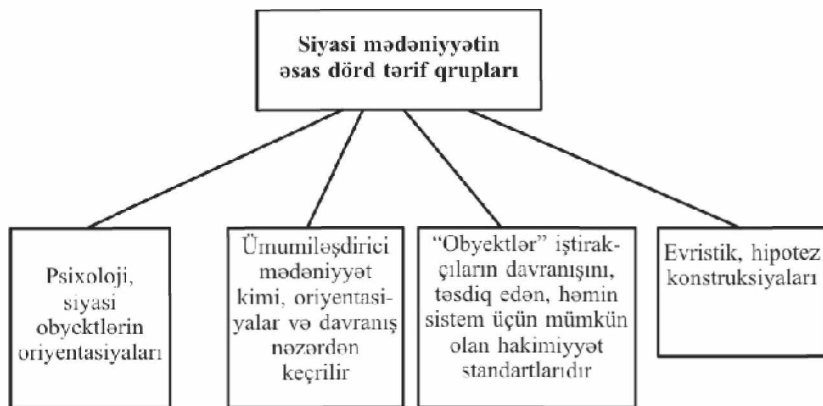 Siyasi mədəniyyətin
əsas dörd tərif qrupları
Psixoloji,
siyasi
obyektlərin
oriyentasiyaları
Ümumiləşdirici
mədəniyyət
kimi, oriyentasi-
yalar və davranış
nəzərdən
keçrilir
“Obyektlər” iştirak-
çıların davranışını,
təsdiq edən, həmin
sistem üçün mümkün
olan hakimiyyət
standartlarıdır
Evristik, hipotez
konstruksiyaları